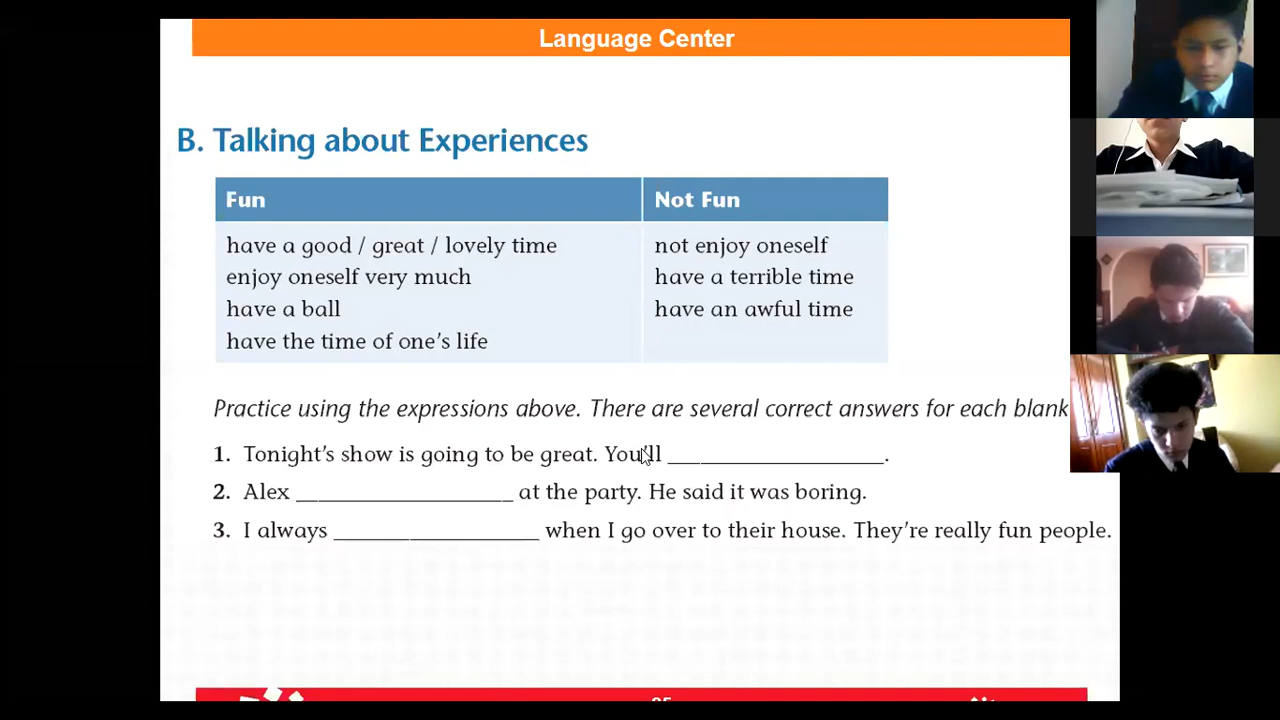 Language Center
B. Talking about Experiences
Fun
Not Fun
have a good / great / lovely time
not enjoy oneself
enjoy oneself very much
have a terrible time
have a ball
have an awful time
have the time of one's life
Practice using the expressions above. There are several correct answers for each blank
1. Tonight's show is going to be great. You'll ____________________.
2. Alex ____________________ at the party. He said it was boring.
3. I always ____________________ when I go over to their house. They're really fun people.